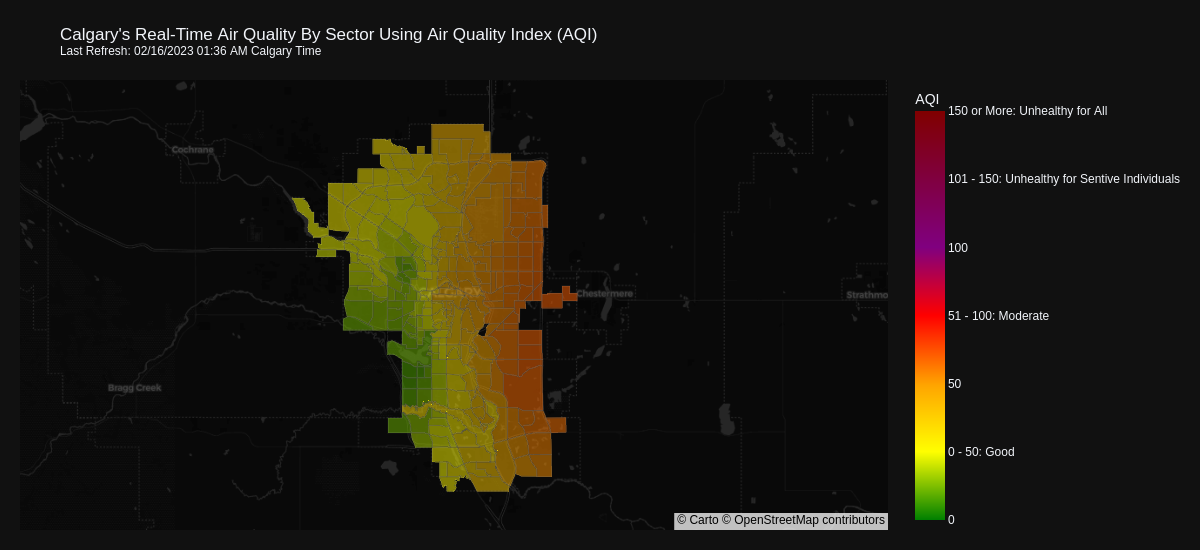 Calgary's Real-Time Air Quality By Sector Using Air Quality Index (AQI)
Last Refresh: 02/16/2023 01:36 AM Calgary Time
AQI
150 or More: Unhealthy for All
101 - 150: Unhealthy for Sentive Individuals
100
51 - 100: Moderate
50
0 - 50: Good
0
Cochrane
CALGARY
Chestermere
Strathmo
Bragg Creek
© Carto © OpenStreetMap contributors